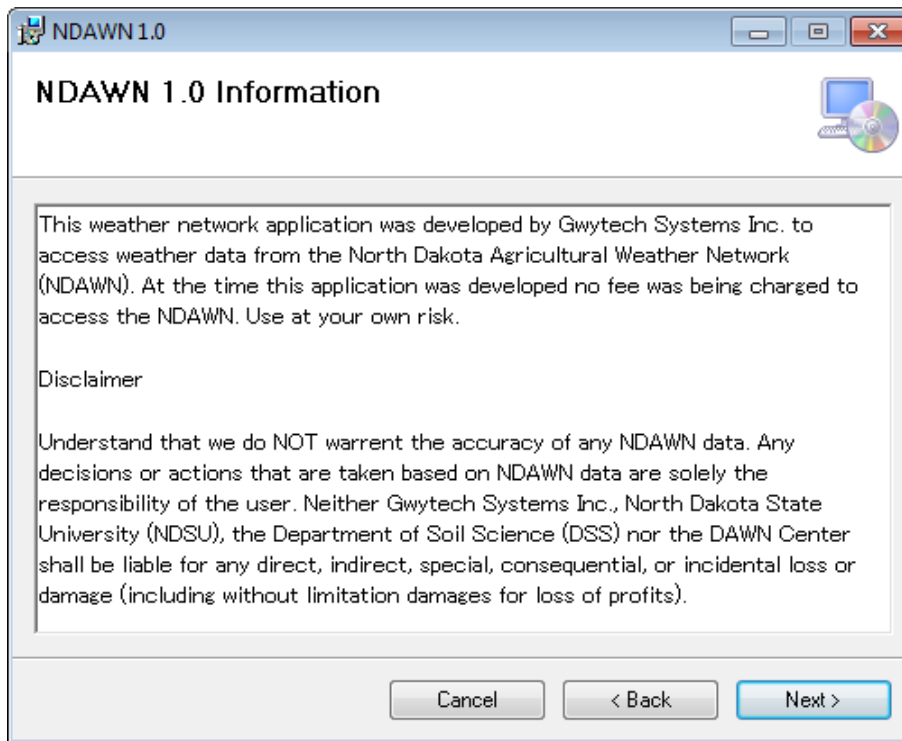 NDAWN 1.0
NDAWN 1.0 Information
This weather network application was developed by Gwytech Systems Inc. to
access weather data from the North Dakota Agricultural Weather Network
(NDAWN). At the time this application was developed no fee was being charged to
access the NDAWN. Use at your own risk.
Disclaimer
Understand that we do NOT warrent the accuracy of any NDAWN data. Any
decisions or actions that are taken based on NDAWN data are solely the
responsibility of the user. Neither Gwytech Systems Inc., North Dakota State
University (NDSU), the Department of Soil Science (DSS) nor the DAWN Center
shall be liable for any direct, indirect, special, consequential, or incidental loss or
damage (including without limitation damages for loss of profits).
Cancel
< Back
Next >